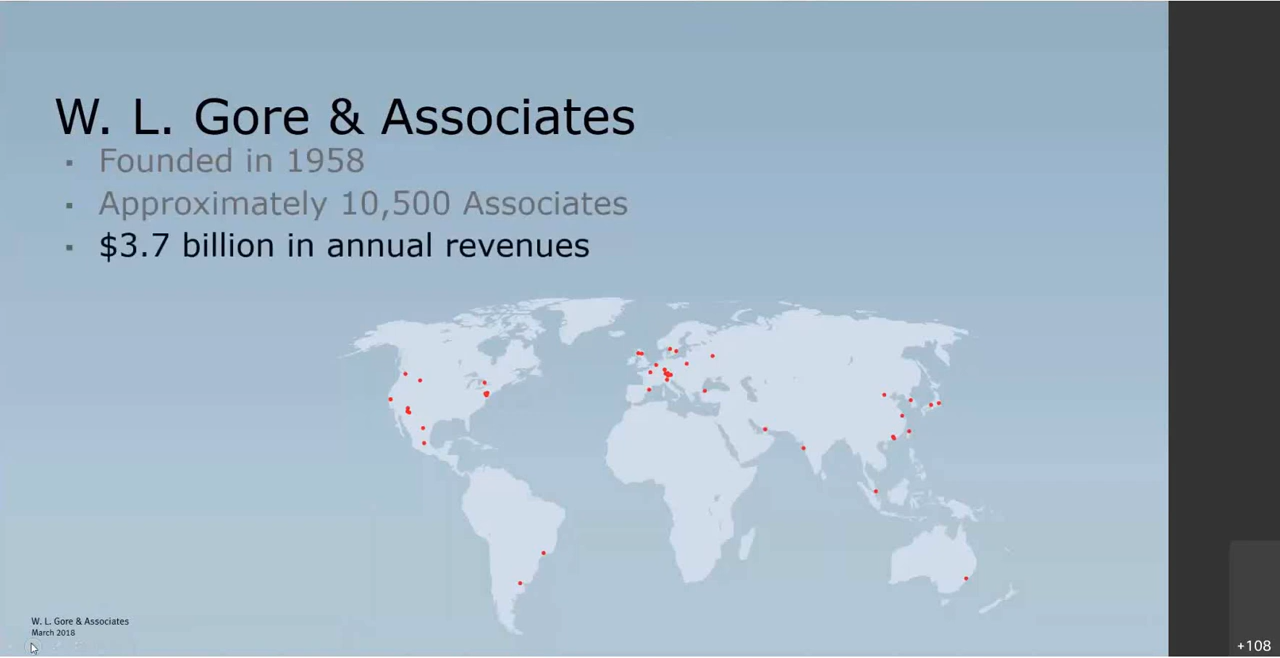 W. L. Gore & Associates
▪ Founded in 1958
▪ Approximately 10,500 Associates
▪ $3.7 billion in annual revenues
W. L. Gore & Associates
March 2018
+108